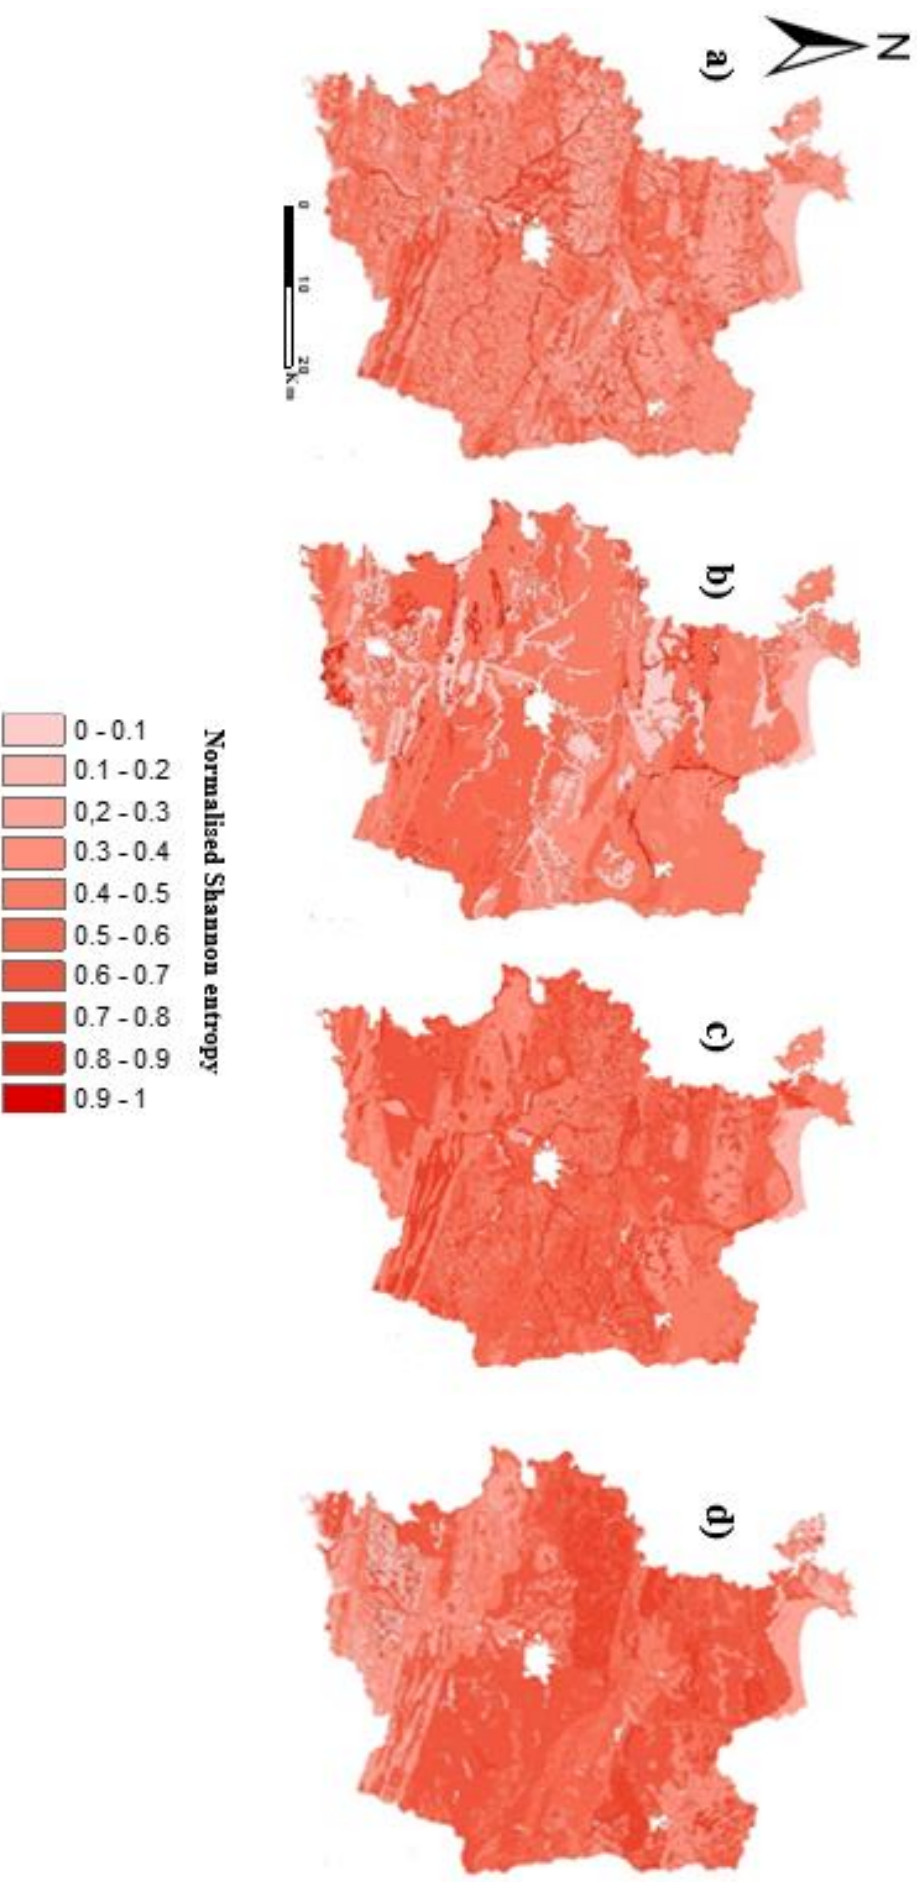 N
a)
b)
c)
d)
0 10 20
Km
Normalised Shannon entropy
0 - 0.1
0.1 - 0.2
0,2 - 0.3
0.3 - 0.4
0.4 - 0.5
0.5 - 0.6
0.6 - 0.7
0.7 - 0.8
0.8 - 0.9
0.9 - 1